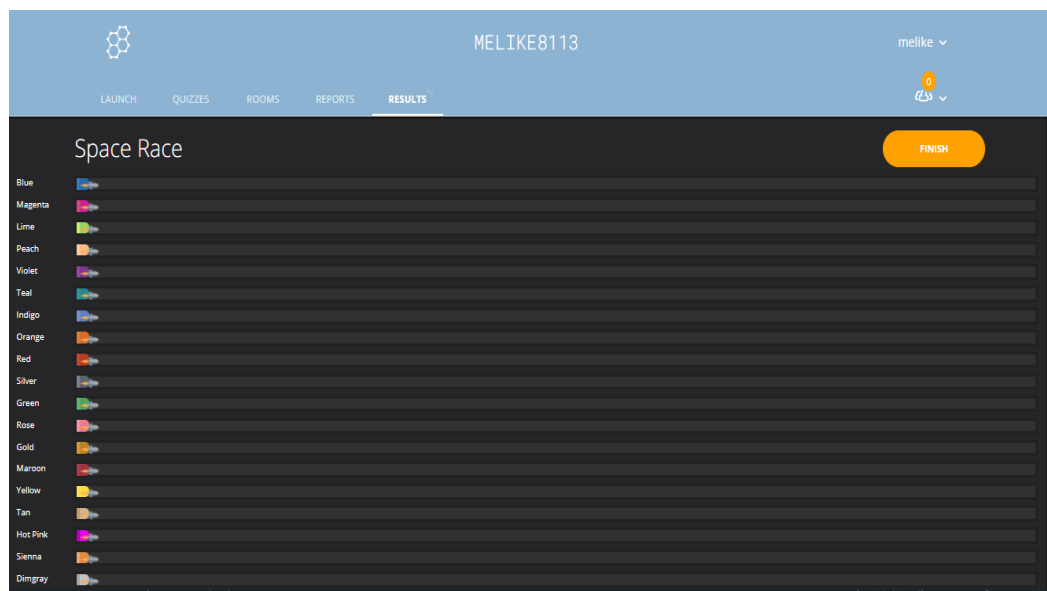 MELIKE8113
melike
0
LAUNCH QUIZZES ROOMS REPORTS RESULTS
Space Race
FINISH
Blue
Magenta
Lime
Peach
Violet
Teal
Indigo
Orange
Red
Silver
Green
Rose
Gold
Maroon
Yellow
Tan
Hot Pink
Sienna
Dimgray